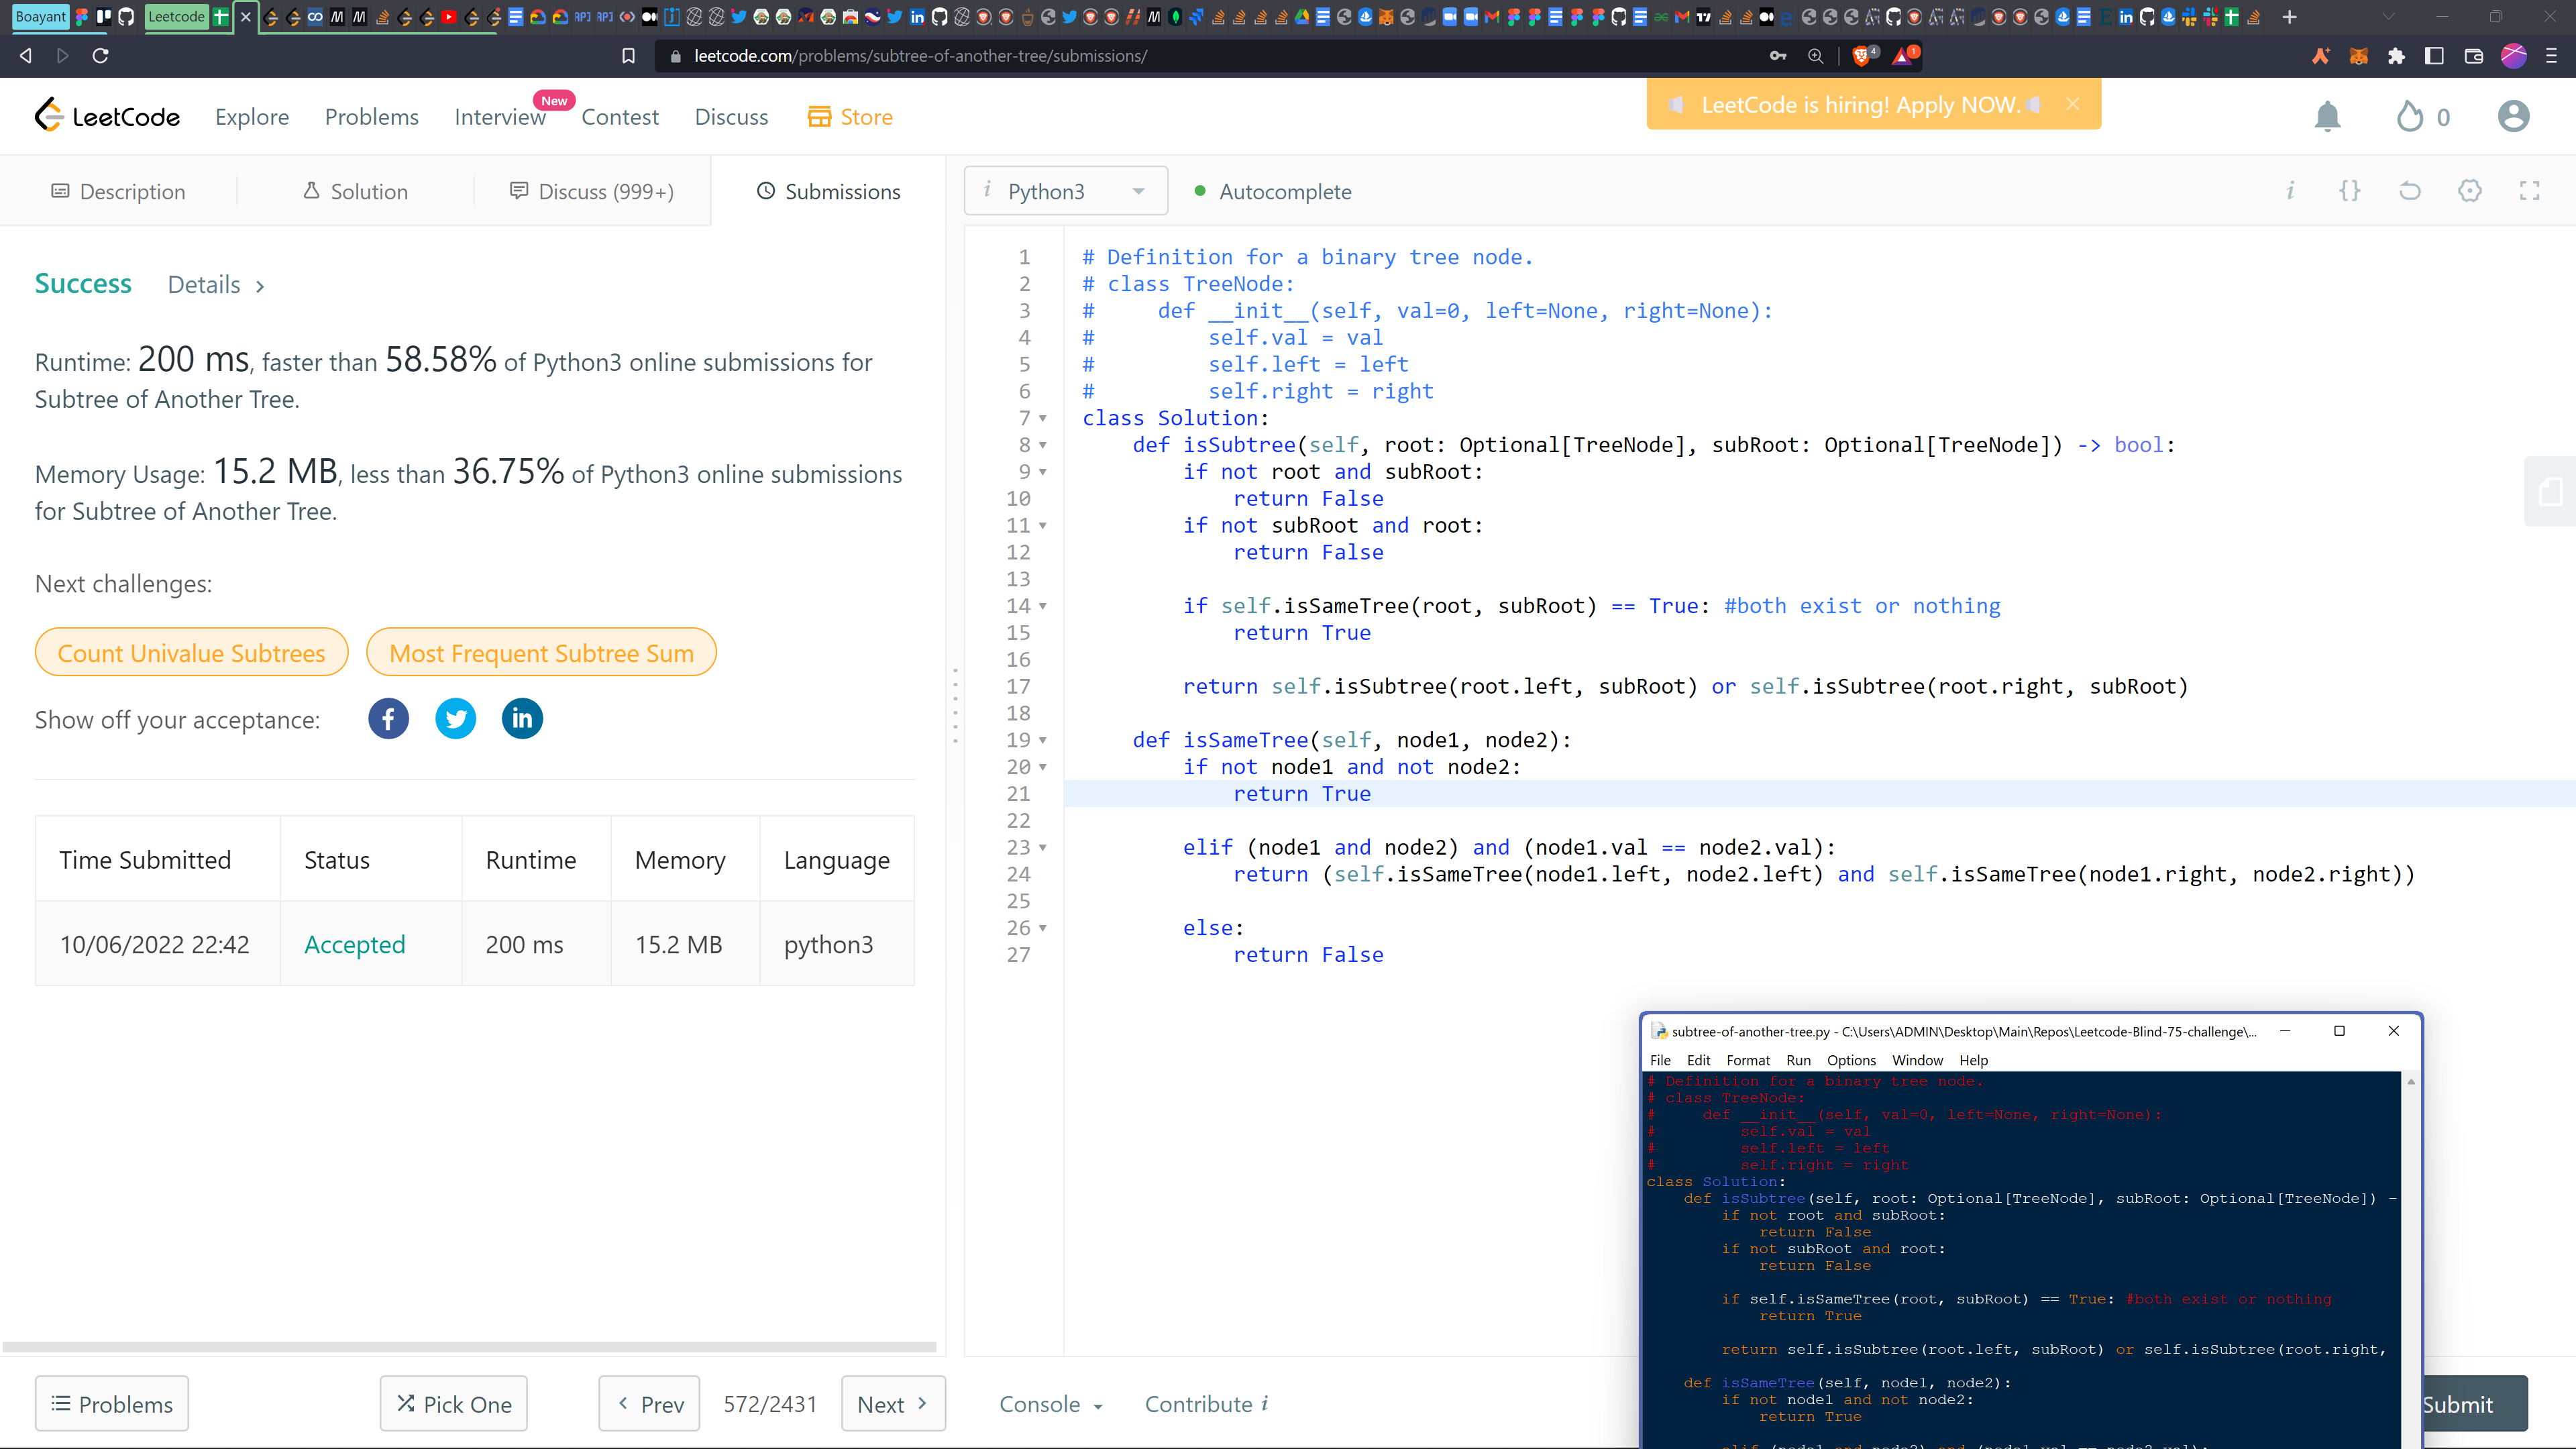 Boayant
Leetcode
leetcode.com/problems/subtree-of-another-tree/submissions/
4
1
LeetCode
Explore
Problems
Interview
New
Contest
Discuss
Store
LeetCode is hiring! Apply NOW.
0
Description
Solution
Discuss (999+)
Submissions
i Python3
Autocomplete
Success
Details
Runtime: 200 ms, faster than 58.58% of Python3 online submissions for
Subtree of Another Tree.
Memory Usage: 15.2 MB, less than 36.75% of Python3 online submissions
for Subtree of Another Tree.
Next challenges:
Count Univalue Subtrees
Most Frequent Subtree Sum
Show off your acceptance:
Time Submitted Status Runtime Memory Language
10/06/2022 22:42 Accepted 200 ms 15.2 MB python3
1 # Definition for a binary tree node.
2 # class TreeNode:
3 #     def __init__(self, val=0, left=None, right=None):
4 #         self.val = val
5 #         self.left = left
6 #         self.right = right
7 class Solution:
8     def isSubtree(self, root: Optional[TreeNode], subRoot: Optional[TreeNode]) -> bool:
9         if not root and subRoot:
10             return False
11         if not subRoot and root:
12             return False
13
14         if self.isSameTree(root, subRoot) == True: #both exist or nothing
15             return True
16
17         return self.isSubtree(root.left, subRoot) or self.isSubtree(root.right, subRoot)
18
19     def isSameTree(self, node1, node2):
20         if not node1 and not node2:
21             return True
22
23         elif (node1 and node2) and (node1.val == node2.val):
24             return (self.isSameTree(node1.left, node2.left) and self.isSameTree(node1.right, node2.right))
25
26         else:
27             return False
subtree-of-another-tree.py - C:\Users\ADMIN\Desktop\Main\Repos\Leetcode-Blind-75-challenge\...
File Edit Format Run Options Window Help
# Definition for a binary tree node.
# class TreeNode:
#     def __init__(self, val=0, left=None, right=None):
#         self.val = val
#         self.left = left
#         self.right = right
class Solution:
    def isSubtree(self, root: Optional[TreeNode], subRoot: Optional[TreeNode]) -
        if not root and subRoot:
            return False
        if not subRoot and root:
            return False
        if self.isSameTree(root, subRoot) == True: #both exist or nothing
            return True
        return self.isSubtree(root.left, subRoot) or self.isSubtree(root.right,
    def isSameTree(self, node1, node2):
        if not node1 and not node2:
            return True
Problems
Pick One
Prev
572/2431
Next
Console
Contribute i
Submit